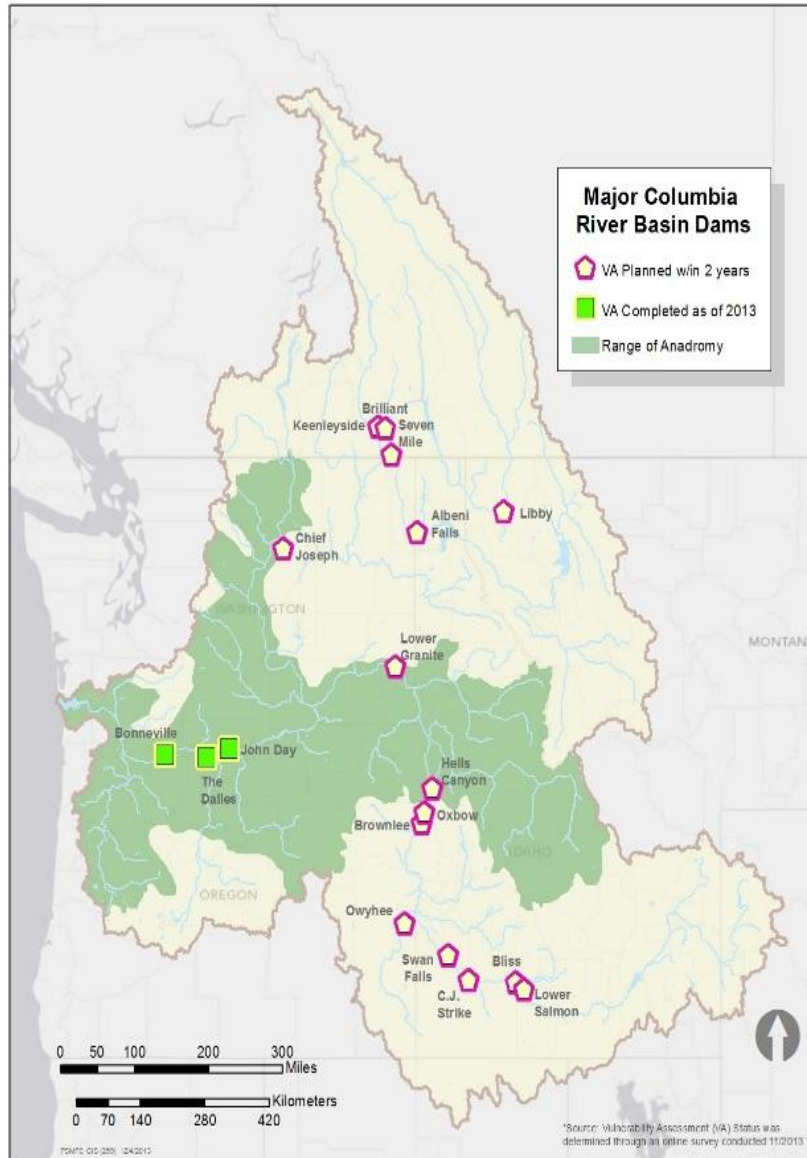 Major Columbia
River Basin Dams
VA Planned w/in 2 years
VA Completed as of 2013
Range of Anadromy
Brilliant
Keenleyside
Seven
Mile
Albeni
Falls
Libby
Chief
Joseph
WASHINGTON
MONTAN
Lower
Granite
Bonneville
John Day
The
Dalles
Hells
Canyon
Oxbow
Brownlee
IDAHO
OREGON
Owyhee
Swan
Falls
Bliss
C.J.
Strike
Lower
Salmon
0 50 100 200 300
Miles
Kilometers
0 70 140 280 420
*Source: Vulnerability Assessment (VA) Status was
determined through an online survey conducted 11/2013